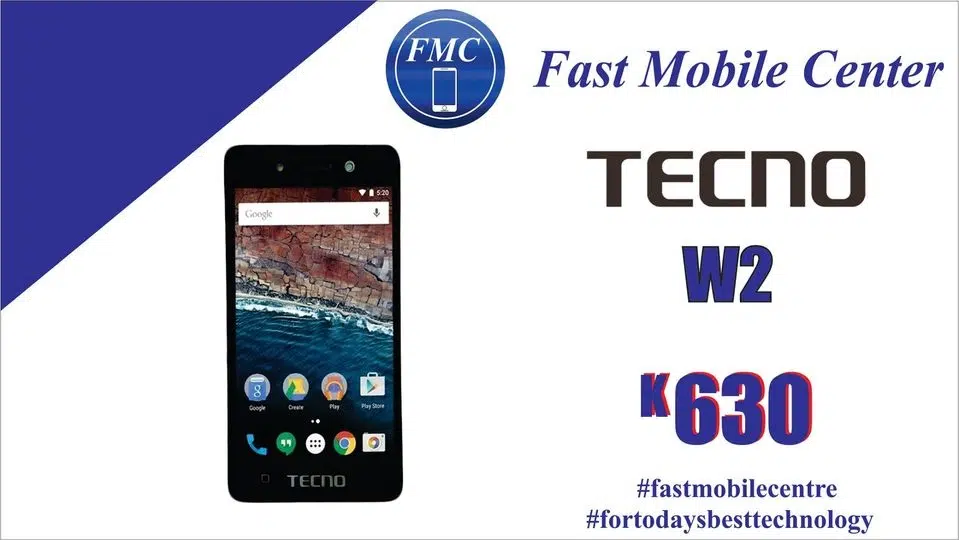 FMC
Fast Mobile Center
TECNO
W2
K630
#fastmobilecentre
#fortodaysbesttechnology
5:20
Google
Google
Create
Play
Play Store
TECNO